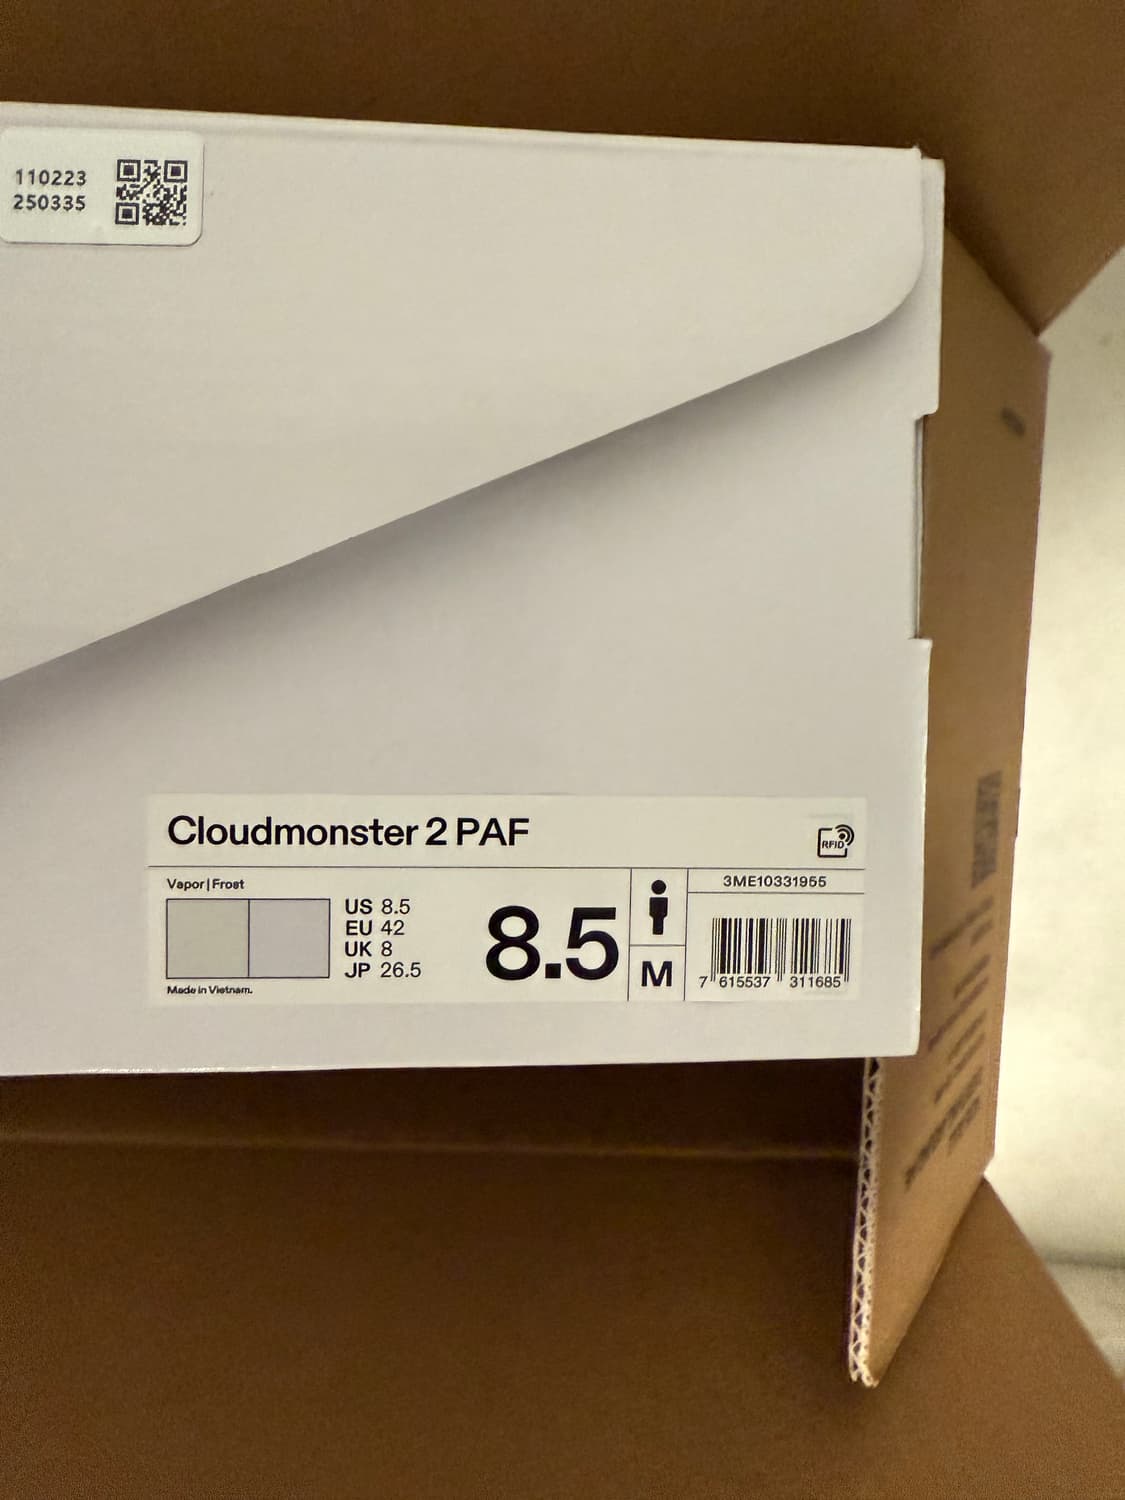 110223
250335
Cloudmonster 2 PAF
RFID
Vapor | Frost
US 8.5
EU 42
UK 8
JP 26.5
Made in Vietnam.
8.5
M
3ME10331955
7 615537 311685